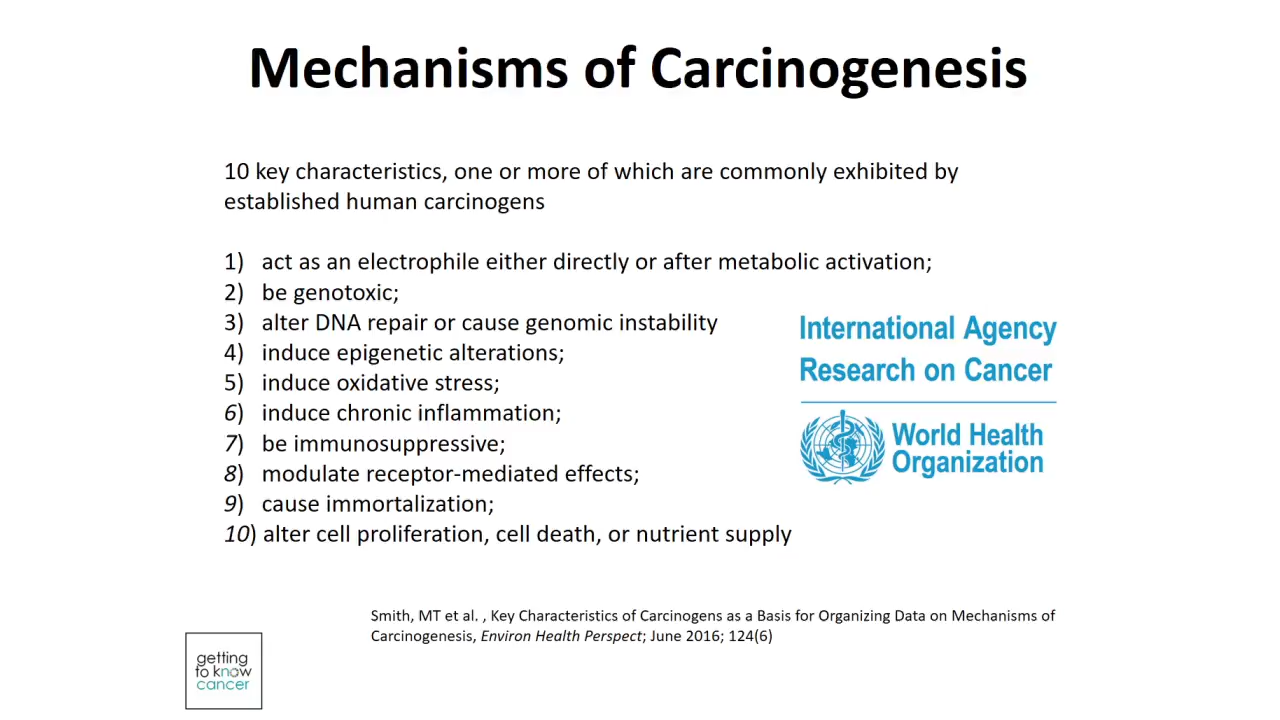 Mechanisms of Carcinogenesis
10 key characteristics, one or more of which are commonly exhibited by
established human carcinogens
1) act as an electrophile either directly or after metabolic activation;
2) be genotoxic;
3) alter DNA repair or cause genomic instability
4) induce epigenetic alterations;
5) induce oxidative stress;
6) induce chronic inflammation;
7) be immunosuppressive;
8) modulate receptor-mediated effects;
9) cause immortalization;
10) alter cell proliferation, cell death, or nutrient supply
International Agency
Research on Cancer
World Health
Organization
Smith, MT et al. , Key Characteristics of Carcinogens as a Basis for Organizing Data on Mechanisms of
Carcinogenesis, Environ Health Perspect; June 2016; 124(6)
getting
to know
cancer